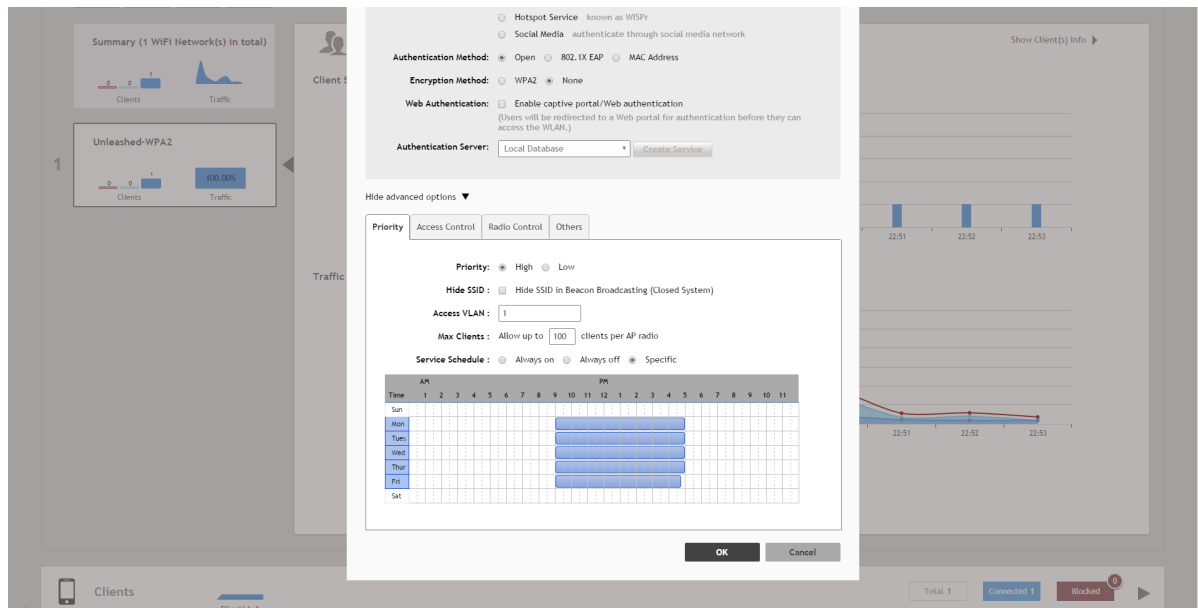 Hotspot Service known as WISPr
Social Media authenticate through social media network
Summary (1 WiFi Network(s) in total)
Show Client(s) Info
Authentication Method: Open 802.1X EAP MAC Address
Client S
Encryption Method: WPA2 None
1
0 0
Clients Traffic
Web Authentication: Enable captive portal/Web authentication
(Users will be redirected to a Web portal for authentication before they can
access the WLAN.)
Unleashed-WPA2
Authentication Server: Local Database Create Service
1
1
0 0
100.00%
Clients Traffic
Hide advanced options
Priority Access Control Radio Control Others
22:51 22:52 22:53
Traffic
Priority: High Low
Hide SSID : Hide SSID in Beacon Broadcasting (Closed System)
Access VLAN : 1
Max Clients : Allow up to 100 clients per AP radio
Service Schedule : Always on Always off Specific
AM PM
Time 1 2 3 4 5 6 7 8 9 10 11 12 1 2 3 4 5 6 7 8 9 10 11
Sun
Mon
Tues
Wed
Thur
Fri
Sat
22:51 22:52 22:53
OK Cancel
Clients
Total 1 Connected 1 Blocked 0